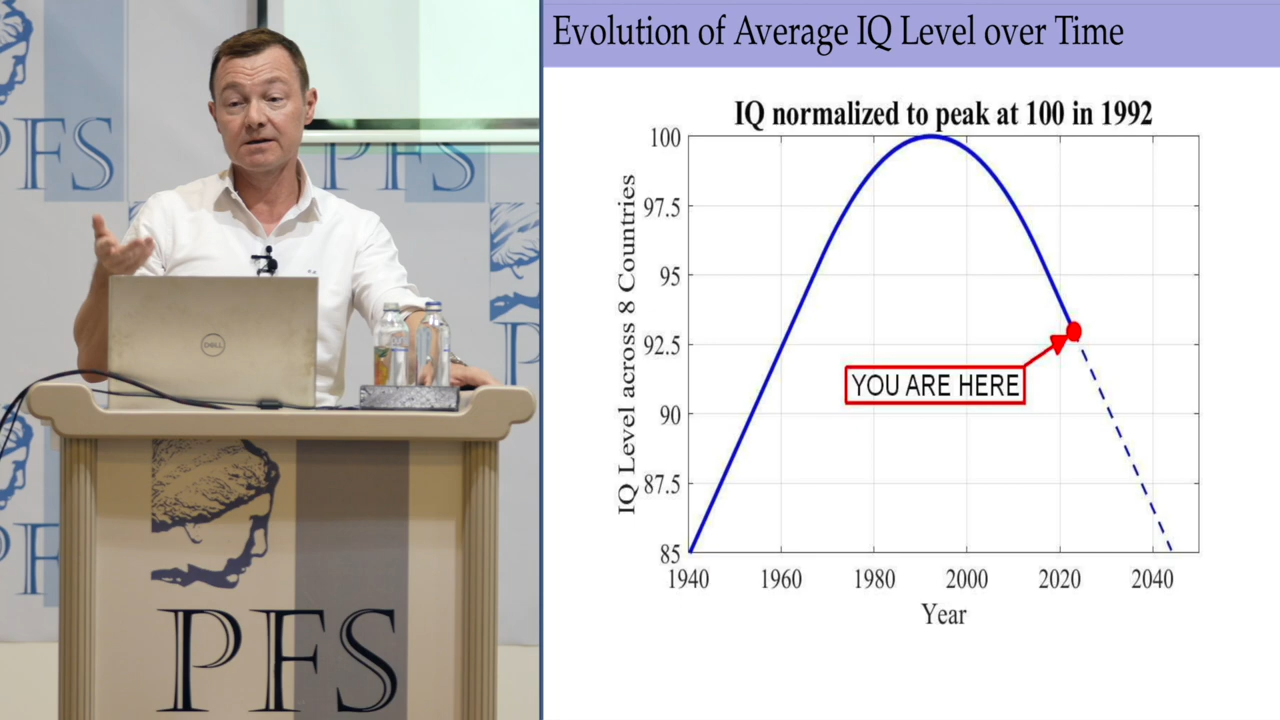 PFS
PFS
PFS
DELL
PFS
Evolution of Average IQ Level over Time
IQ normalized to peak at 100 in 1992
IQ Level across 8 Countries
100
97.5
95
92.5
90
87.5
85
YOU ARE HERE
1940
1960
1980
2000
2020
2040
Year